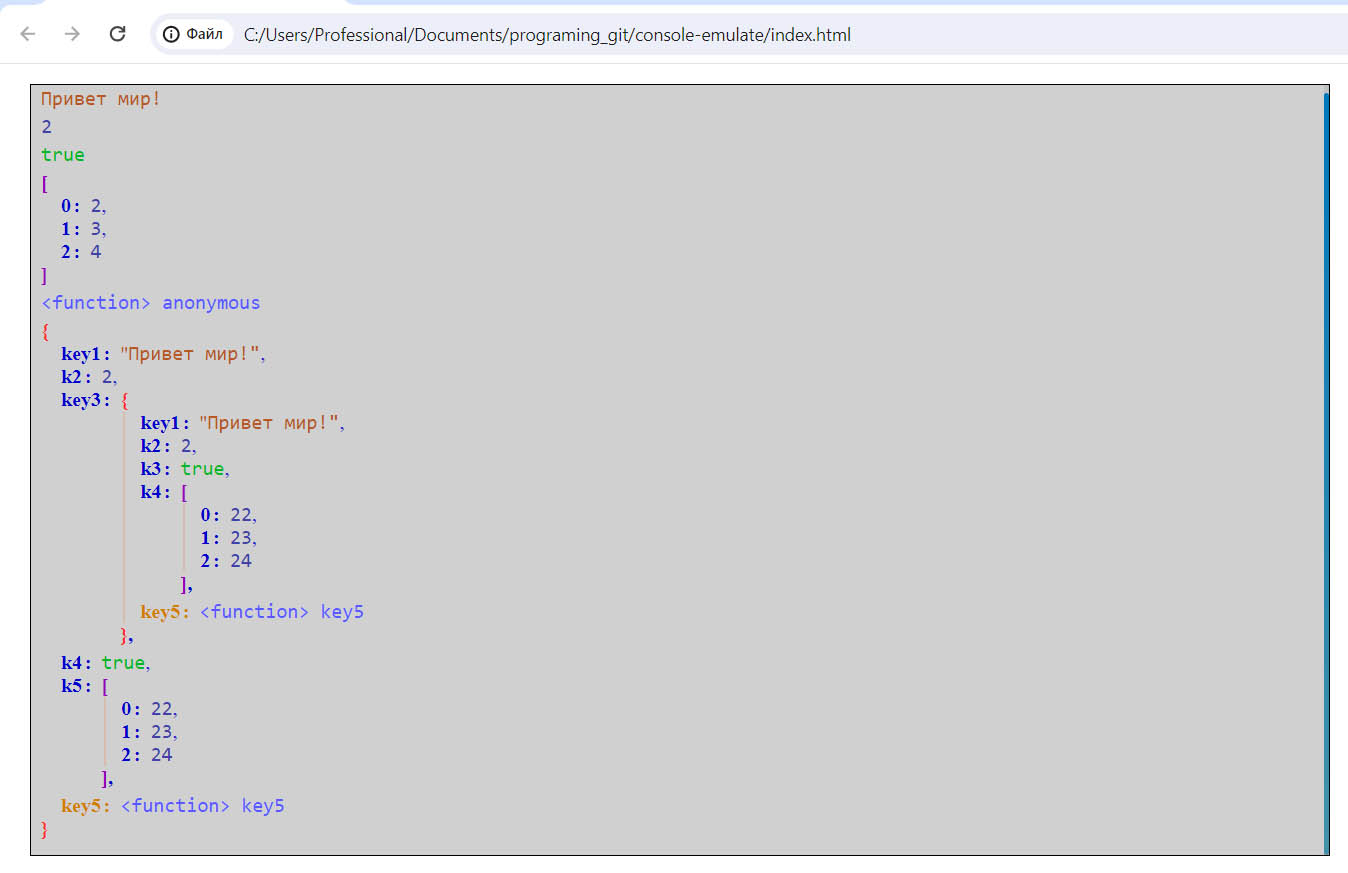 Файл C:/Users/Professional/Documents/programing_git/console-emulate/index.html
Привет мир!
2
true
[
0: 2,
1: 3,
2: 4
]
<function> anonymous
{
key1: "Привет мир!",
k2: 2,
key3: {
key1: "Привет мир!",
k2: 2,
k3: true,
k4: [
0: 22,
1: 23,
2: 24
],
key5: <function> key5
},
k4: true,
k5: [
0: 22,
1: 23,
2: 24
],
key5: <function> key5
}